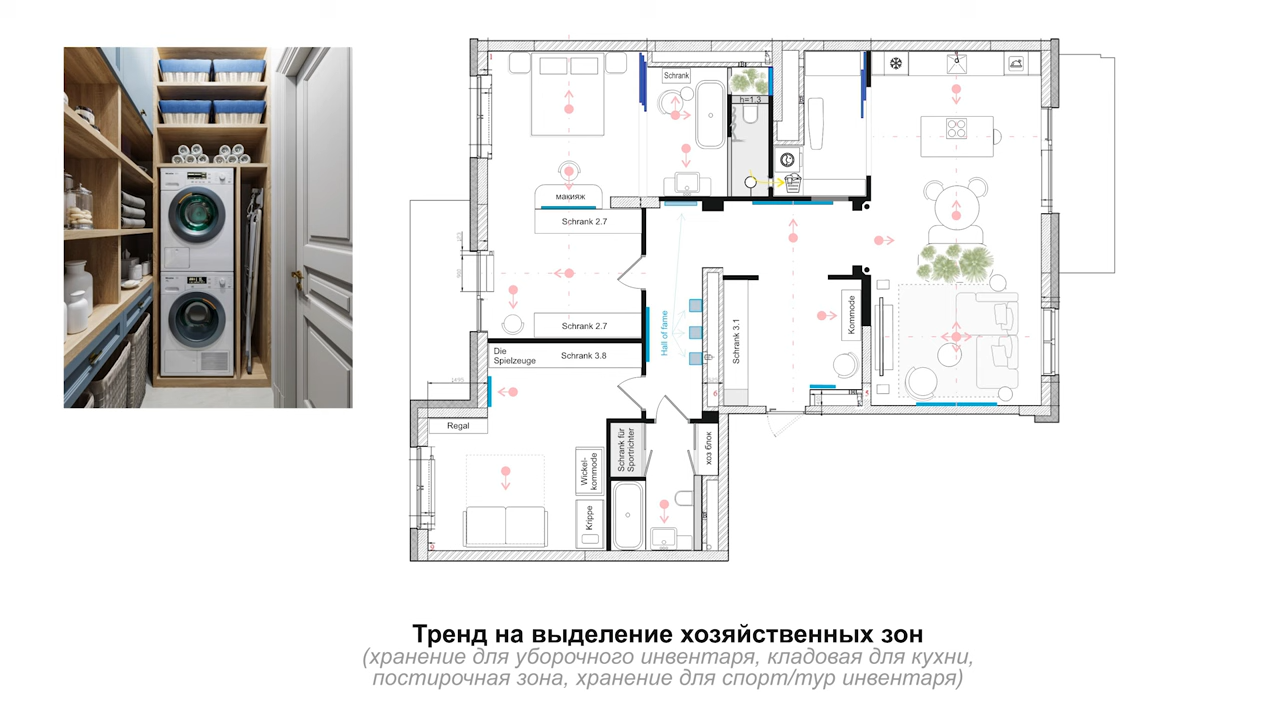 Schrank
h=1.3
макияж
Schrank 2.7
Schrank 2.7
Die
Spielzeuge
Schrank 3.8
Hall of fame
Schrank 3.1
Kommode
Regal
Wickel-
kommode
Krippe
Schrank für
Sportrichter
хоз блок
Тренд на выделение хозяйственных зон
(хранение для уборочного инвентаря, кладовая для кухни,
постирочная зона, хранение для спорт/тур инвентаря)